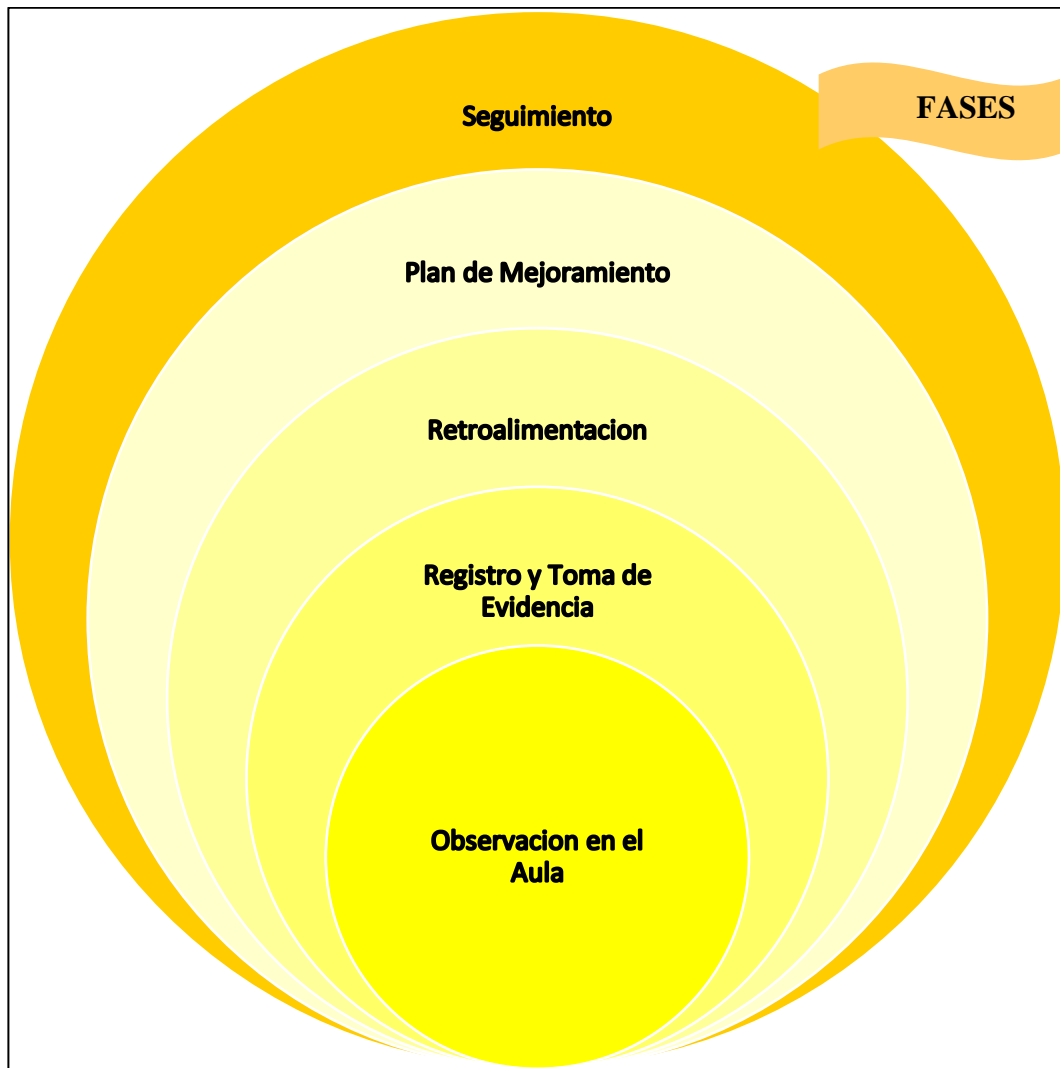 FASES
Seguimiento
Plan de Mejoramiento
Retroalimentacion
Registro y Toma de
Evidencia
Observacion en el
Aula